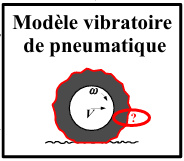 Modèle vibratoire
de pneumatique
ω
V
?